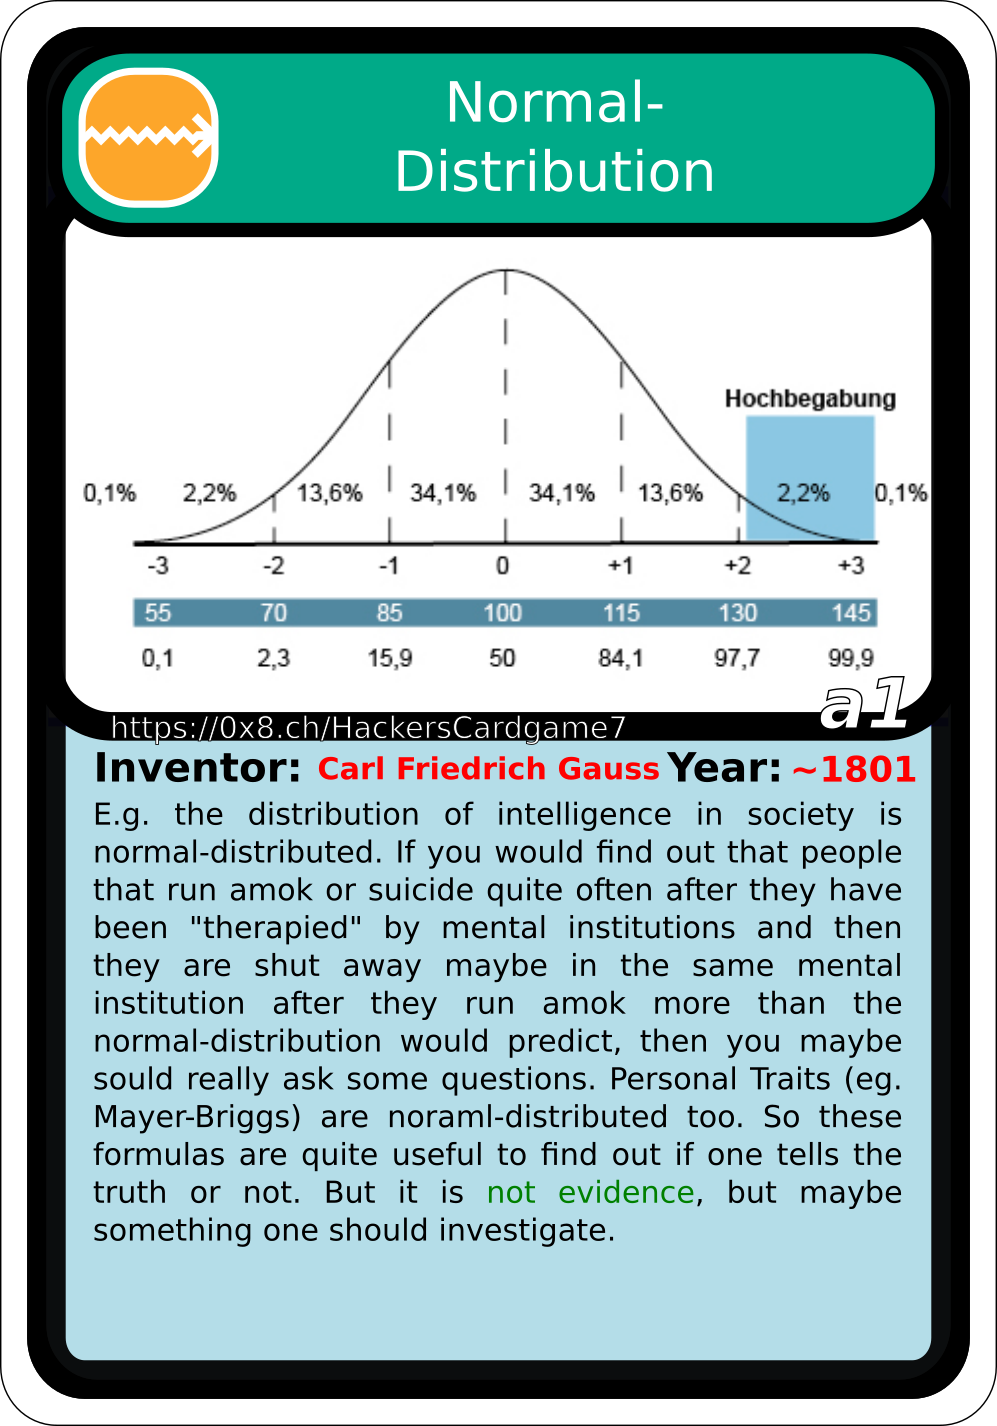 Normal-
Distribution
Hochbegabung
0,1% 2,2% 13,6% 34,1% 34,1% 13,6% 2,2% 0,1%
-3 -2 -1 0 +1 +2 +3
55 70 85 100 115 130 145
0,1 2,3 15,9 50 84,1 97,7 99,9
a1
https://0x8.ch/HackersCardgame7
Inventor: Carl Friedrich Gauss Year: ~1801
E.g. the distribution of intelligence in society is
normal-distributed. If you would find out that people
that run amok or suicide quite often after they have
been "therapied" by mental institutions and then
they are shut away maybe in the same mental
institution after they run amok more than the
normal-distribution would predict, then you maybe
sould really ask some questions. Personal Traits (eg.
Mayer-Briggs) are noraml-distributed too. So these
formulas are quite useful to find out if one tells the
truth or not. But it is not evidence, but maybe
something one should investigate.